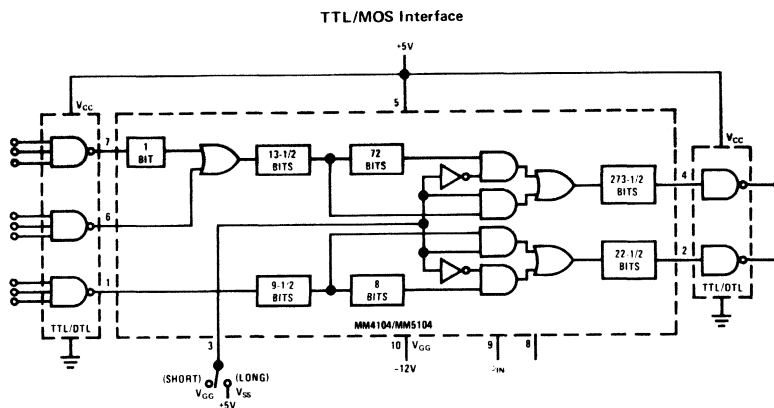 TTL/MOS Interface
+5V
VCC
5
VCC
7
1
BIT
13-1/2
BITS
72
BITS
273-1/2
BITS
4
6
1
9-1/2
BITS
8
BITS
22-1/2
BITS
2
TTL/DTL
MM4104/MM5104
TTL/DTL
3
10
VGG
9
8
-12V
IN
(SHORT)
(LONG)
VGG
VSS
+5V